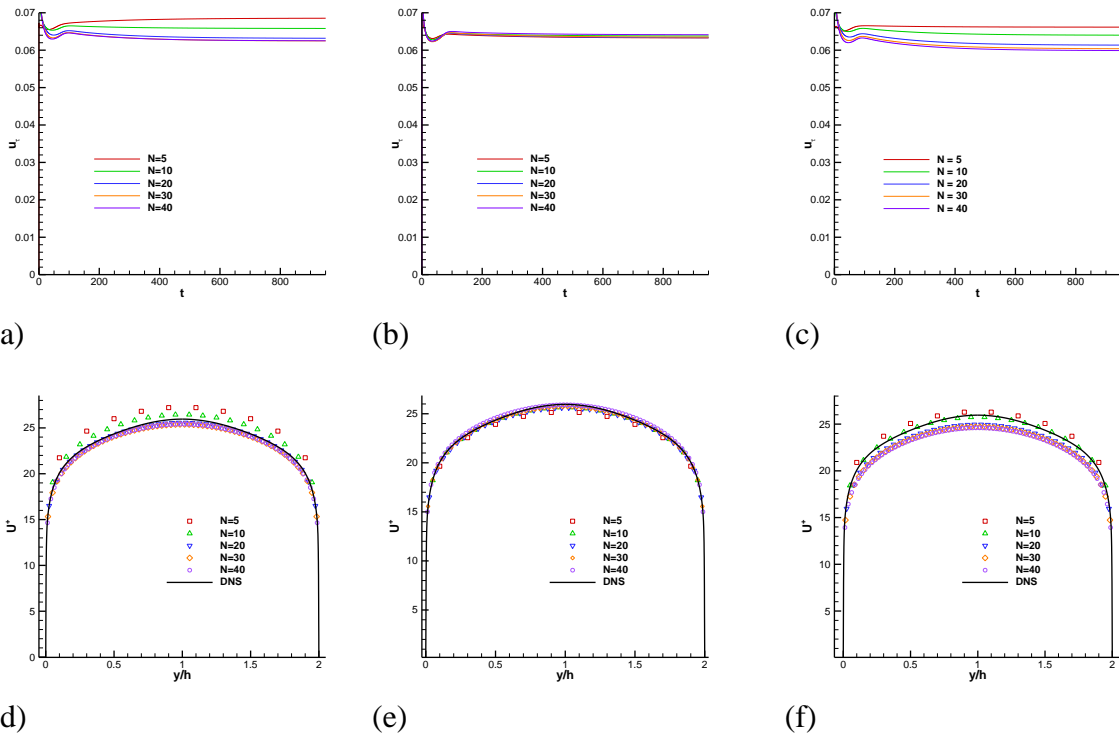 0.07 0.07 0.07
0.06 0.06 0.06
0.05 0.05 0.05
0.04 0.04 0.04
uτ uτ uτ
0.03 N=5 0.03 N=5 0.03 N = 5
N=10 N=10 N = 10
0.02 N=20 0.02 N=20 0.02 N = 20
N=30 N=30 N = 30
N=40 N=40 N = 40
0.01 0.01 0.01
0 0 0
0 200 400 600 800 0 200 400 600 800 0 200 400 600 800
t t t
a) (b) (c)
25 25 25
20 20 20
15 15 15
U+ N=5 U+ N=5 U+ N=5
N=10 N=10 N=10
10 N=20 10 N=20 10 N=20
N=30 N=30 N=30
N=40 N=40 N=40
DNS DNS DNS
5 5 5
0 0
0 0.5 1 1.5 2 0 0.5 1 1.5 2 0 0.5 1 1.5 2
y/h y/h y/h
d) (e) (f)